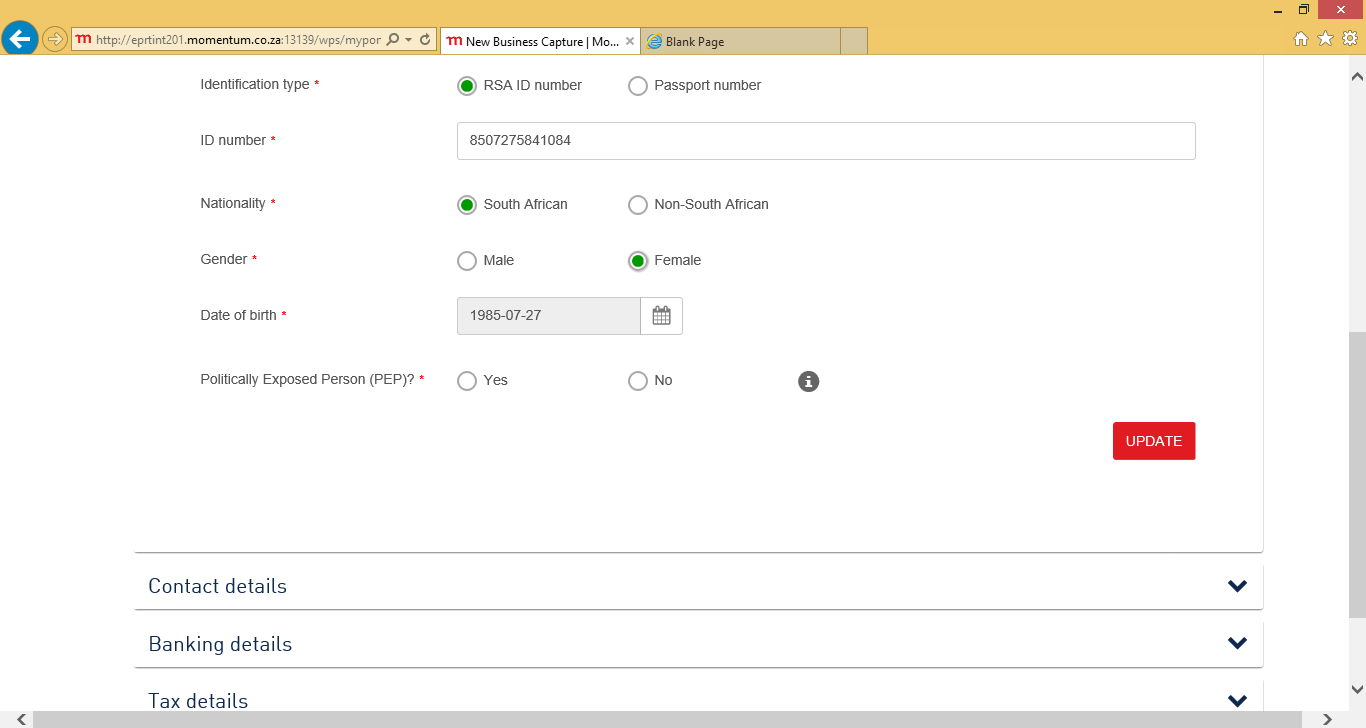 http://eprtint201.momentum.co.za:13139/wps/mypor
m New Business Capture | Mo...
Blank Page
Identification type * RSA ID number Passport number
ID number * 8507275841084
Nationality * South African Non-South African
Gender * Male Female
Date of birth * 1985-07-27
Politically Exposed Person (PEP)? * Yes No
UPDATE
Contact details
Banking details
Tax details